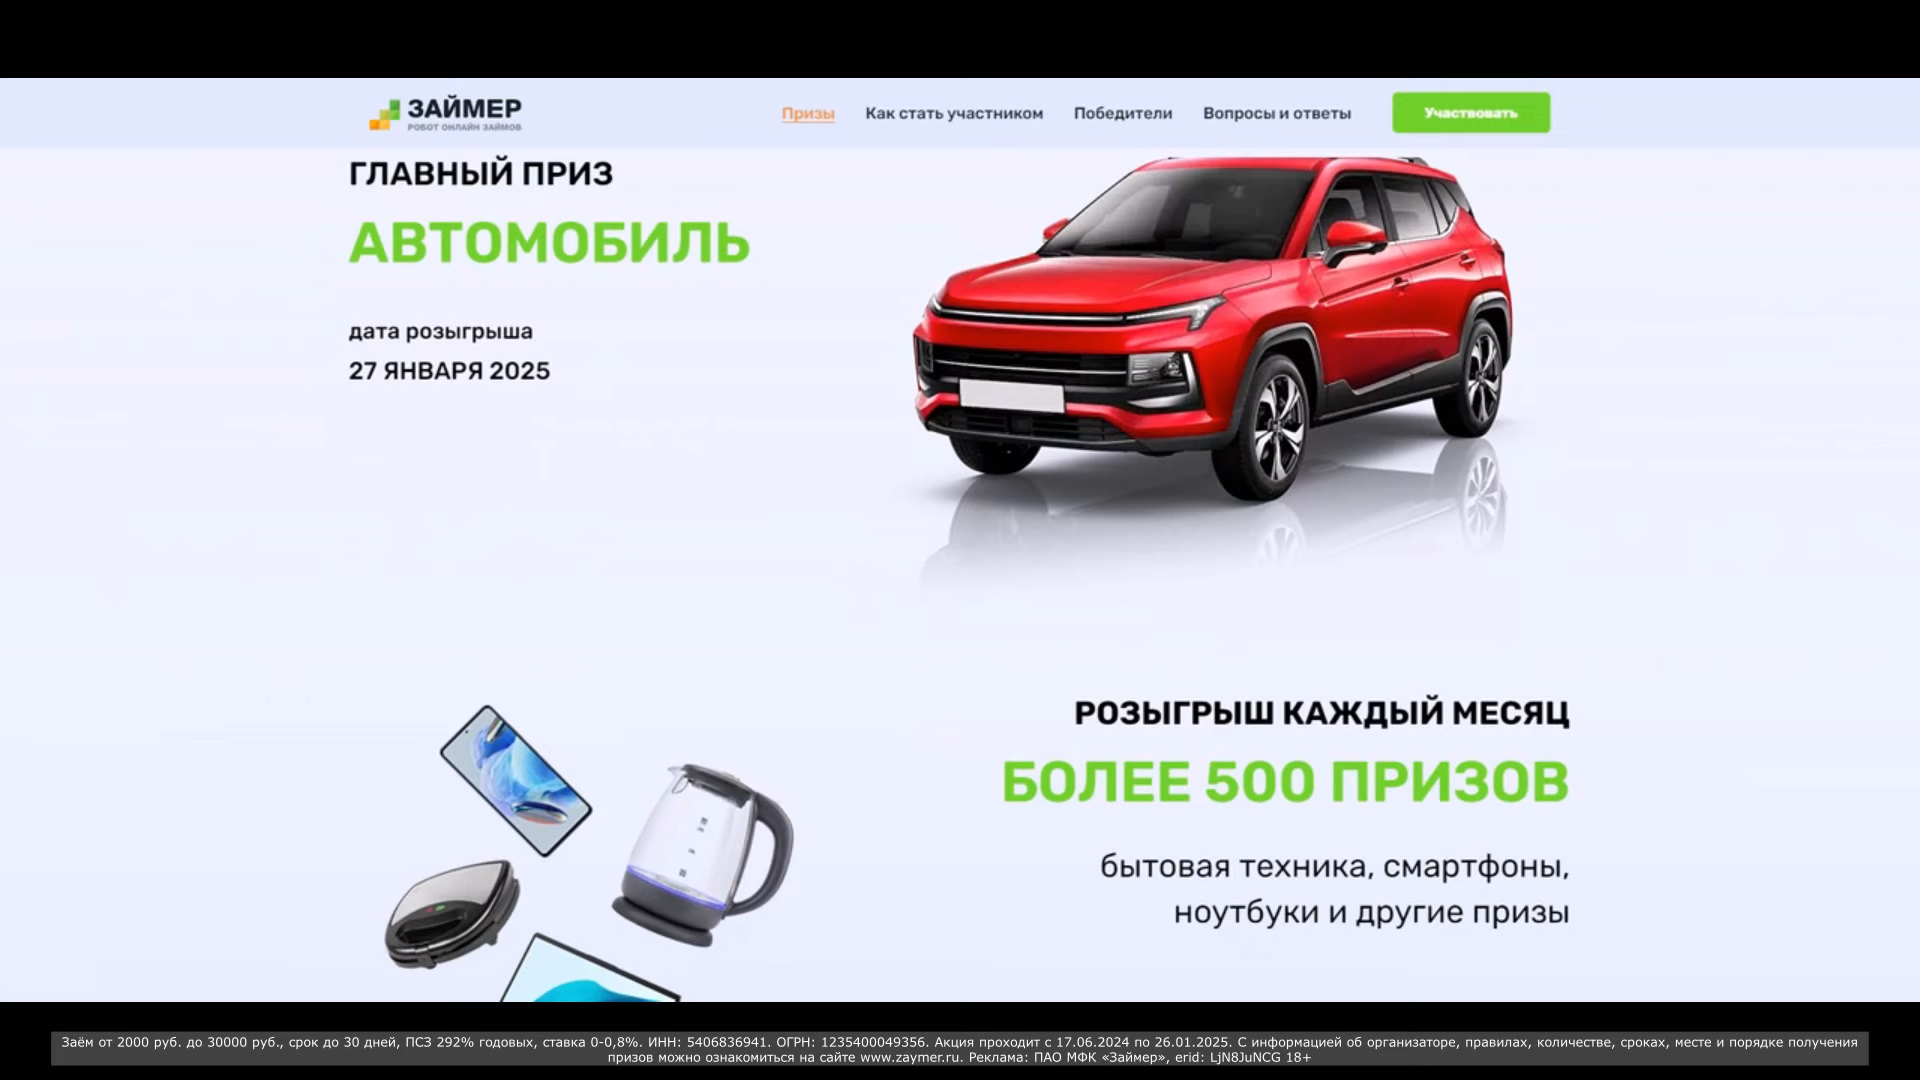 ЗАЙМЕР
РОБОТ ОНЛАЙН ЗАЙМОВ
Призы
Как стать участником
Победители
Вопросы и ответы
Участвовать
ГЛАВНЫЙ ПРИЗ
АВТОМОБИЛЬ
дата розыгрыша
27 ЯНВАРЯ 2025
РОЗЫГРЫШ КАЖДЫЙ МЕСЯЦ
БОЛЕЕ 500 ПРИЗОВ
бытовая техника, смартфоны,
ноутбуки и другие призы
Заём от 2000 руб. до 30000 руб., срок до 30 дней, ПСЗ 292% годовых, ставка 0-0,8%. ИНН: 5406836941. ОГРН: 1235400049356. Акция проходит с 17.06.2024 по 26.01.2025. С информацией об организаторе, правилах, количестве, сроках, месте и порядке получения
призов можно ознакомиться на сайте www.zaymer.ru. Реклама: ПАО МФК «Займер», erid: LjN8JuNCG 18+